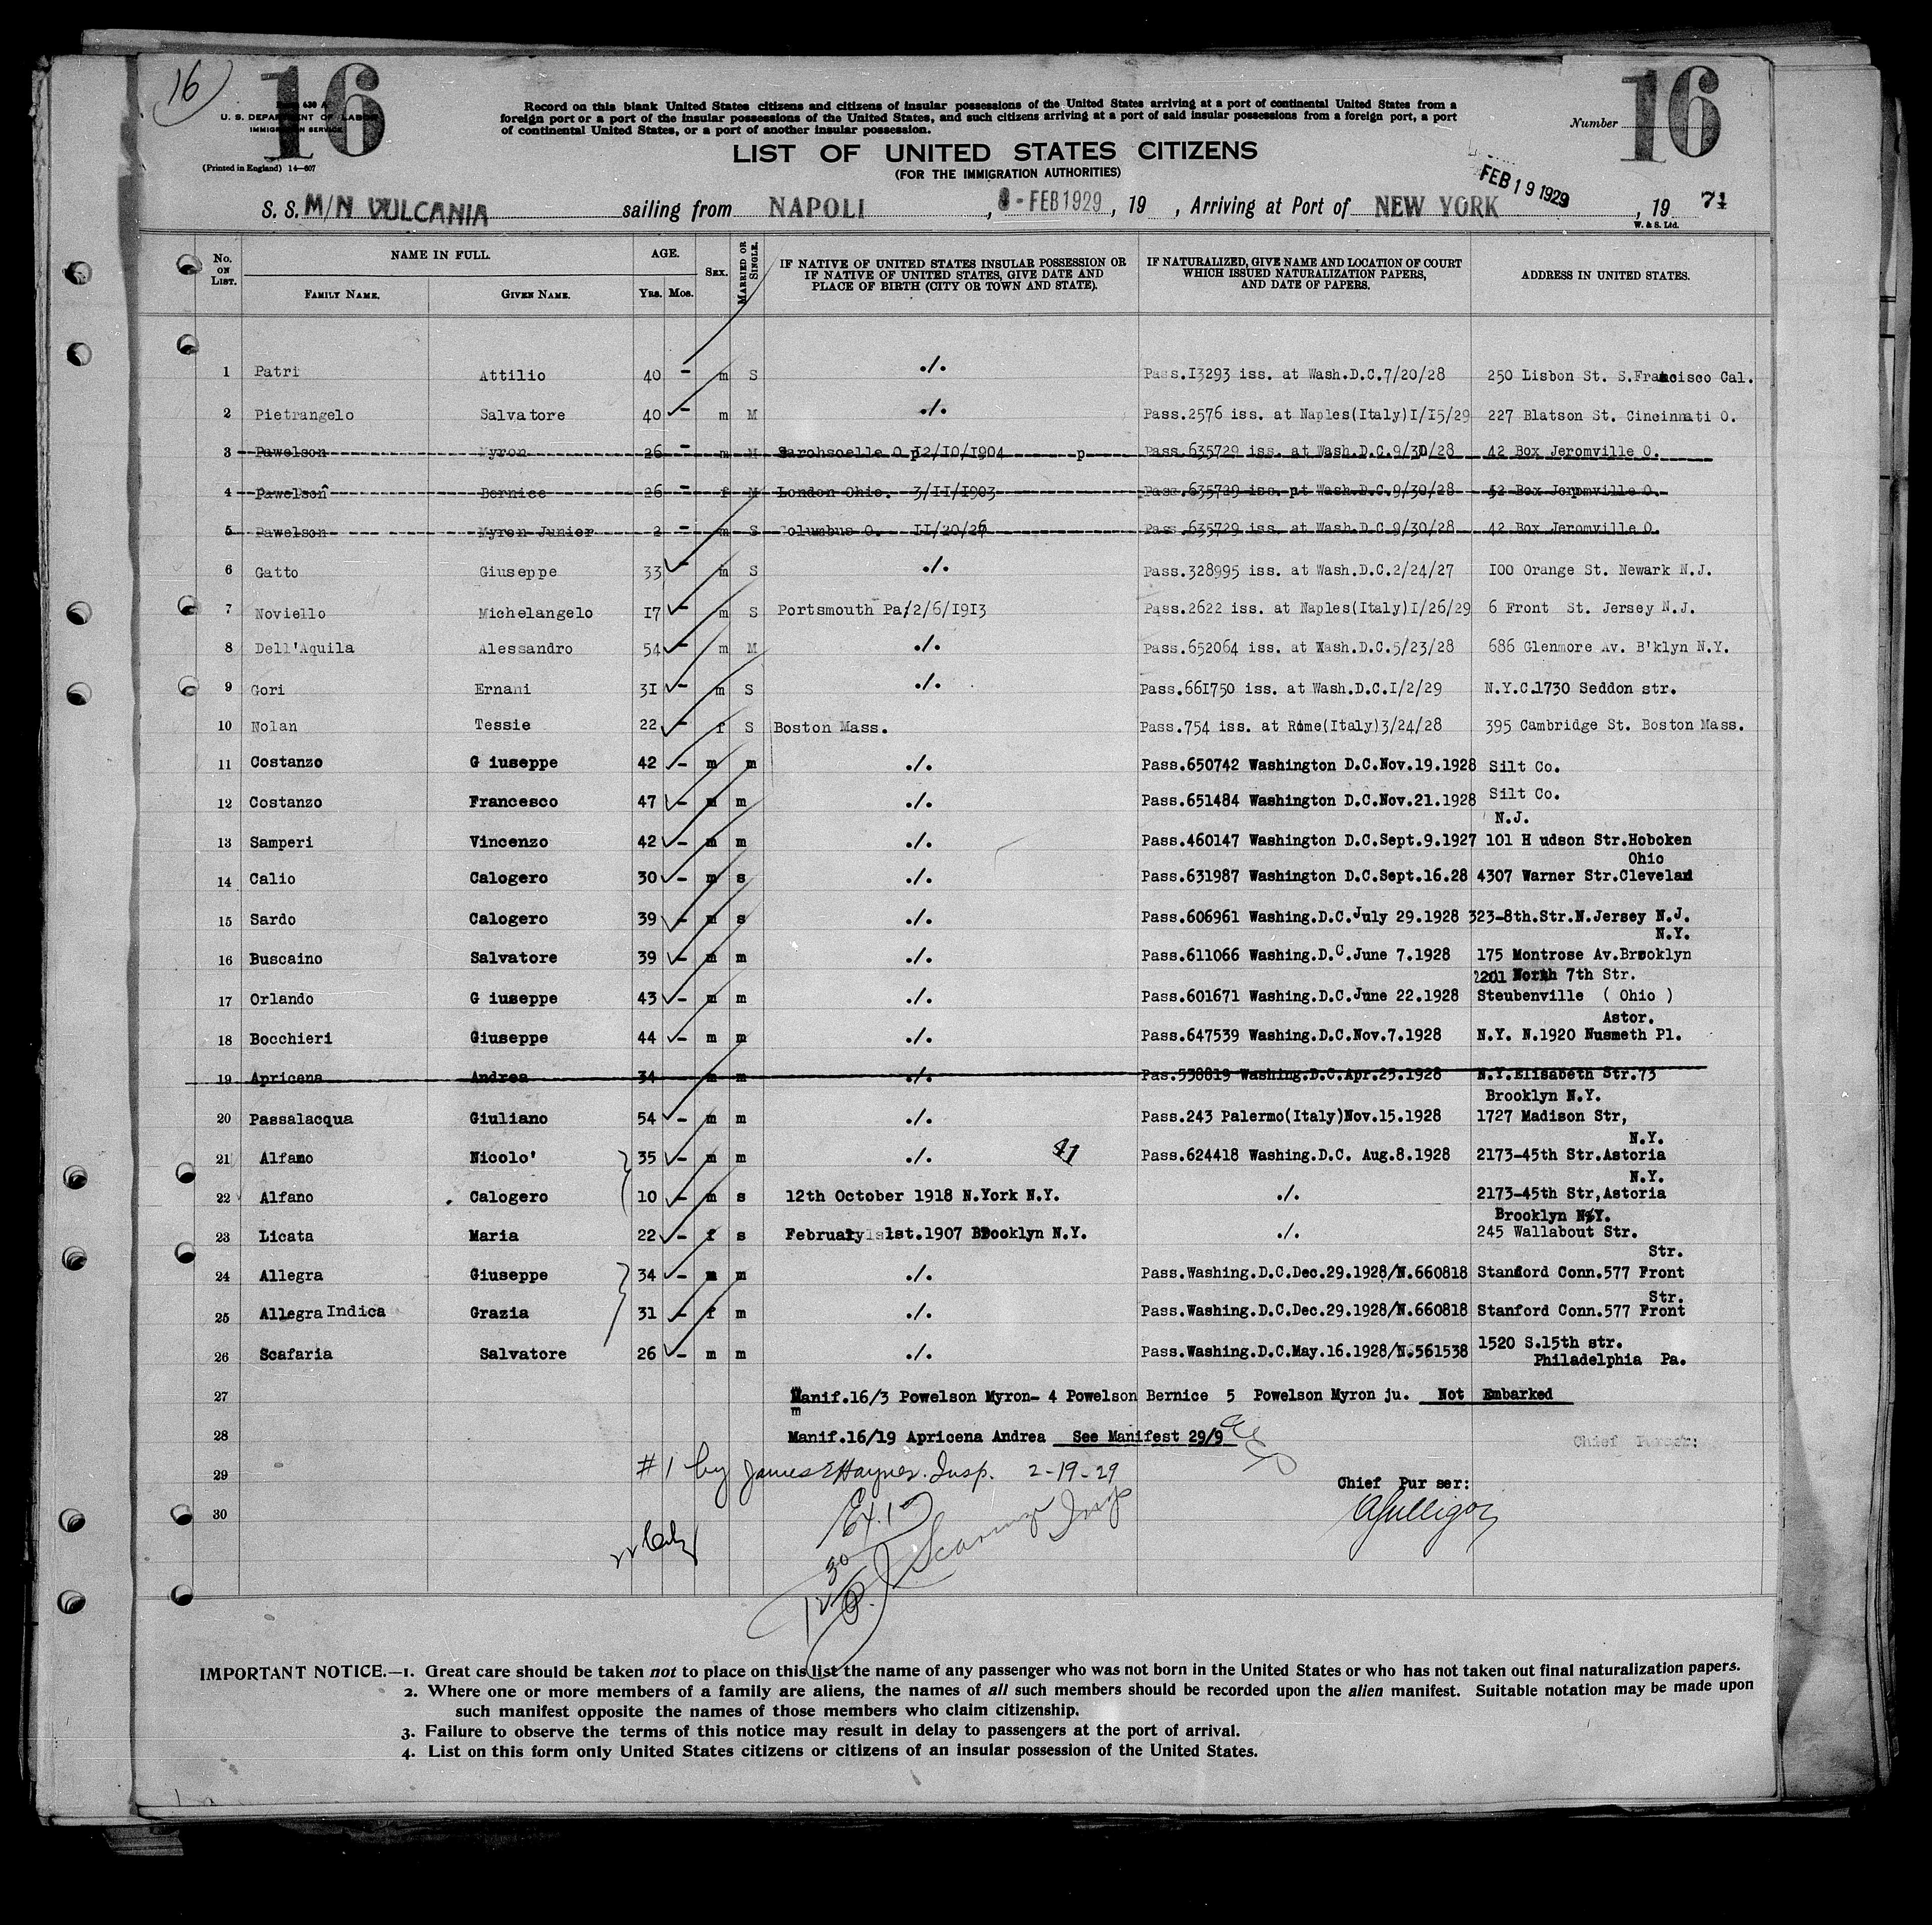 16
16
16
Form 630 A
U. S. DEPARTMENT OF LABOR
IMMIGRATION SERVICE
(Printed in England) 14—607
Record on this blank United States citizens and citizens of insular possessions of the United States arriving at a port of continental United States from a
foreign port or a port of the insular possessions of the United States, and such citizens arriving at a port of said insular possessions from a foreign port, a port
of continental United States, or a port of another insular possession.
Number
LIST OF UNITED STATES CITIZENS
(FOR THE IMMIGRATION AUTHORITIES)
FEB 19 1929
S. S. M/N VULCANIA sailing from NAPOLI, - FEB 1929, 19 , Arriving at Port of NEW YORK, 19 71
W. & S. Ltd.
No. ON LIST. NAME IN FULL. FAMILY NAME. GIVEN NAME. AGE. YRS. MOS. SEX. MARRIED OR SINGLE. IF NATIVE OF UNITED STATES INSULAR POSSESSION OR IF NATIVE OF UNITED STATES, GIVE DATE AND PLACE OF BIRTH (CITY OR TOWN AND STATE). IF NATURALIZED, GIVE NAME AND LOCATION OF COURT WHICH ISSUED NATURALIZATION PAPERS, AND DATE OF PAPERS. ADDRESS IN UNITED STATES.
1 Patri Attilio 40 - m S ./. Pass.I3293 iss. at Wash.D.C.7/20/28 250 Lisbon St. S.Francisco Cal.
2 Pietrangelo Salvatore 40 - m M ./. Pass.2576 iss. at Naples(Italy)I/I5/29 227 Blatson St. Cincinnati O.
3 Pawelson Myron 26 - m M O I2/IO/I904 p Pass.635729 iss. at Wash.D.C.9/30/28 42 Box Jeromville O.
4 Pawelson Bernice 26 - f M London Ohio. 3/II/I903 Pass.635729 iss. at Wash.D.C.9/30/28 42 Box Jeromville O.
5 Pawelson Myron Junior 2 - m S Columbus O. II/20/26 Pass.635729 iss. at Wash.D.C.9/30/28 42 Box Jeromville O.
6 Gatto Giuseppe 33 - m S ./. Pass.328995 iss. at Wash.D.C.2/24/27 IOO Orange St. Newark N.J.
7 Noviello Michelangelo I7 - m S Portsmouth Pa/2/6/I9I3 Pass.2622 iss. at Naples(Italy)I/26/29 6 Front St. Jersey N.J.
8 Dell'Aquila Alessandro 54 - m M ./. Pass.652064 iss. at Wash.D.C.5/23/28 686 Glenmore Av. B'klyn N.Y.
9 Gori Ernani 3I - m S ./. Pass.66I750 iss. at Wash.D.C.I/2/29 N.Y.C.1730 Seddon str.
10 Nolan Tessie 22 - f S Boston Mass. Pass.754 iss. at Rome(Italy)3/24/28 395 Cambridge St. Boston Mass.
11 Costanzo G iuseppe 42 - m m ./. Pass.650742 Washington D.C.Nov.19.1928 Silt Co.
12 Costanzo Francesco 47 - m m ./. Pass.651484 Washington D.C.Nov.21.1928 Silt Co.
N.J.
13 Samperi Vincenzo 42 - m m ./. Pass.460147 Washington D.C.Sept.9.1927 101 H udson Str.Hoboken
Ohio
14 Calio Calogero 30 - m s ./. Pass.631987 Washington D.C.Sept.16.28 4307 Warner Str.Cleveland
15 Sardo Calogero 39 - m s ./. Pass.606961 Washing.D.C.July 29.1928 323-8th.Str.N.Jersey N.J.
N.Y.
16 Buscaino Salvatore 39 - m m ./. Pass.611066 Washing.D.C.June 7.1928 175 Montrose Av.Brooklyn
2201 North 7th Str.
17 Orlando G iuseppe 43 - m m ./. Pass.601671 Washing.D.C.June 22.1928 Steubenville ( Ohio )
Astor.
18 Bocchieri Giuseppe 44 - m m ./. Pass.647539 Washing.D.C.Nov.7.1928 N.Y. N.1920 Nusmeth Pl.
19 Apricena Andrea 34 - m m ./. Pas.538819 Washing.D.C.Apr.25.1928 N.Y.Elisabeth Str.73
Brooklyn N.Y.
20 Passalacqua Giuliano 54 - m m ./. Pass.243 Palermo(Italy)Nov.15.1928 1727 Madison Str,
N.Y.
21 Alfano Nicolo' 35 - m m ./. 41 Pass.624418 Washing.D.C. Aug.8.1928 2173-45th Str.Astoria
N.Y.
22 Alfano Calogero 10 - m s 12th October 1918 N.York N.Y. ./. 2173-45th Str,Astoria
Brooklyn N.Y.
23 Licata Maria 22 - f s February 1st.1907 Brooklyn N.Y. ./. 245 Wallabout Str.
Str.
24 Allegra Giuseppe 34 - m m ./. Pass.Washing.D.C.Dec.29.1928/N.660818 Stanford Conn.577 Front
Str.
25 Allegra Indica Grazia 31 - f m ./. Pass.Washing.D.C.Dec.29.1928/N.660818 Stanford Conn.577 Front
26 Scafaria Salvatore 26 - m m ./. Pass.Washing.D.C.May.16.1928/N.561538 1520 S.15th str.
Philadelphia Pa.
27 Manif.16/3 Powelson Myron- 4 Powelson Bernice 5 Powelson Myron ju. Not Embarked
m
28 Manif.16/19 Apricena Andrea See Manifest 29/9
Chief Purser:
29 #1 by James E Hayner. Insp. 2-19-29
Chief Pur ser:
30
Insp
IMPORTANT NOTICE.—1. Great care should be taken not to place on this list the name of any passenger who was not born in the United States or who has not taken out final naturalization papers.
2. Where one or more members of a family are aliens, the names of all such members should be recorded upon the alien manifest. Suitable notation may be made upon
such manifest opposite the names of those members who claim citizenship.
3. Failure to observe the terms of this notice may result in delay to passengers at the port of arrival.
4. List on this form only United States citizens or citizens of an insular possession of the United States.